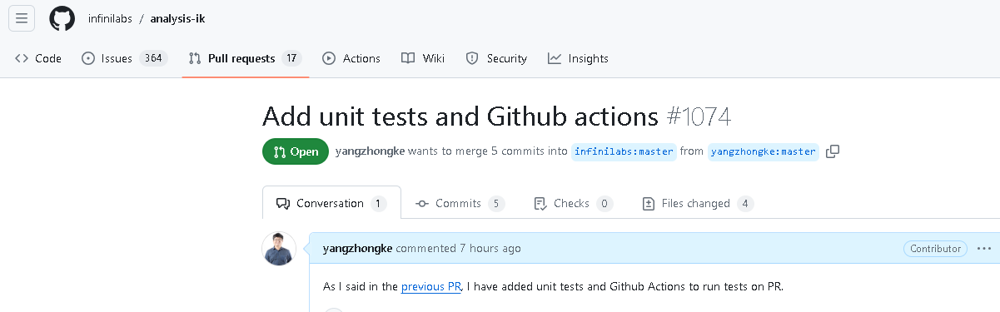 infinilabs / analysis-ik
Code Issues 364 Pull requests 17 Actions Wiki Security Insights
Add unit tests and Github actions #1074
Open yangzhongke wants to merge 5 commits into infinilabs:master from yangzhongke:master
Conversation 1 Commits 5 Checks 0 Files changed 4
yangzhongke commented 7 hours ago Contributor
As I said in the previous PR, I have added unit tests and Github Actions to run tests on PR.